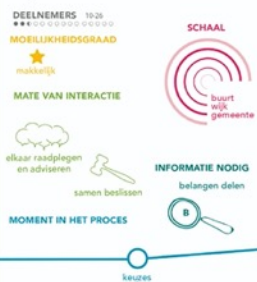 DEELNEMERS 19-26
MOEILIJKHEIDSGRAAD
makkelijk
SCHAAL
buurt
wijk
gemeente
MATE VAN INTERACTIE
elkaar raadplegen
en adviseren
samen beslissen
INFORMATIE NODIG
belangen delen
B
MOMENT IN HET PROCES
keuzes